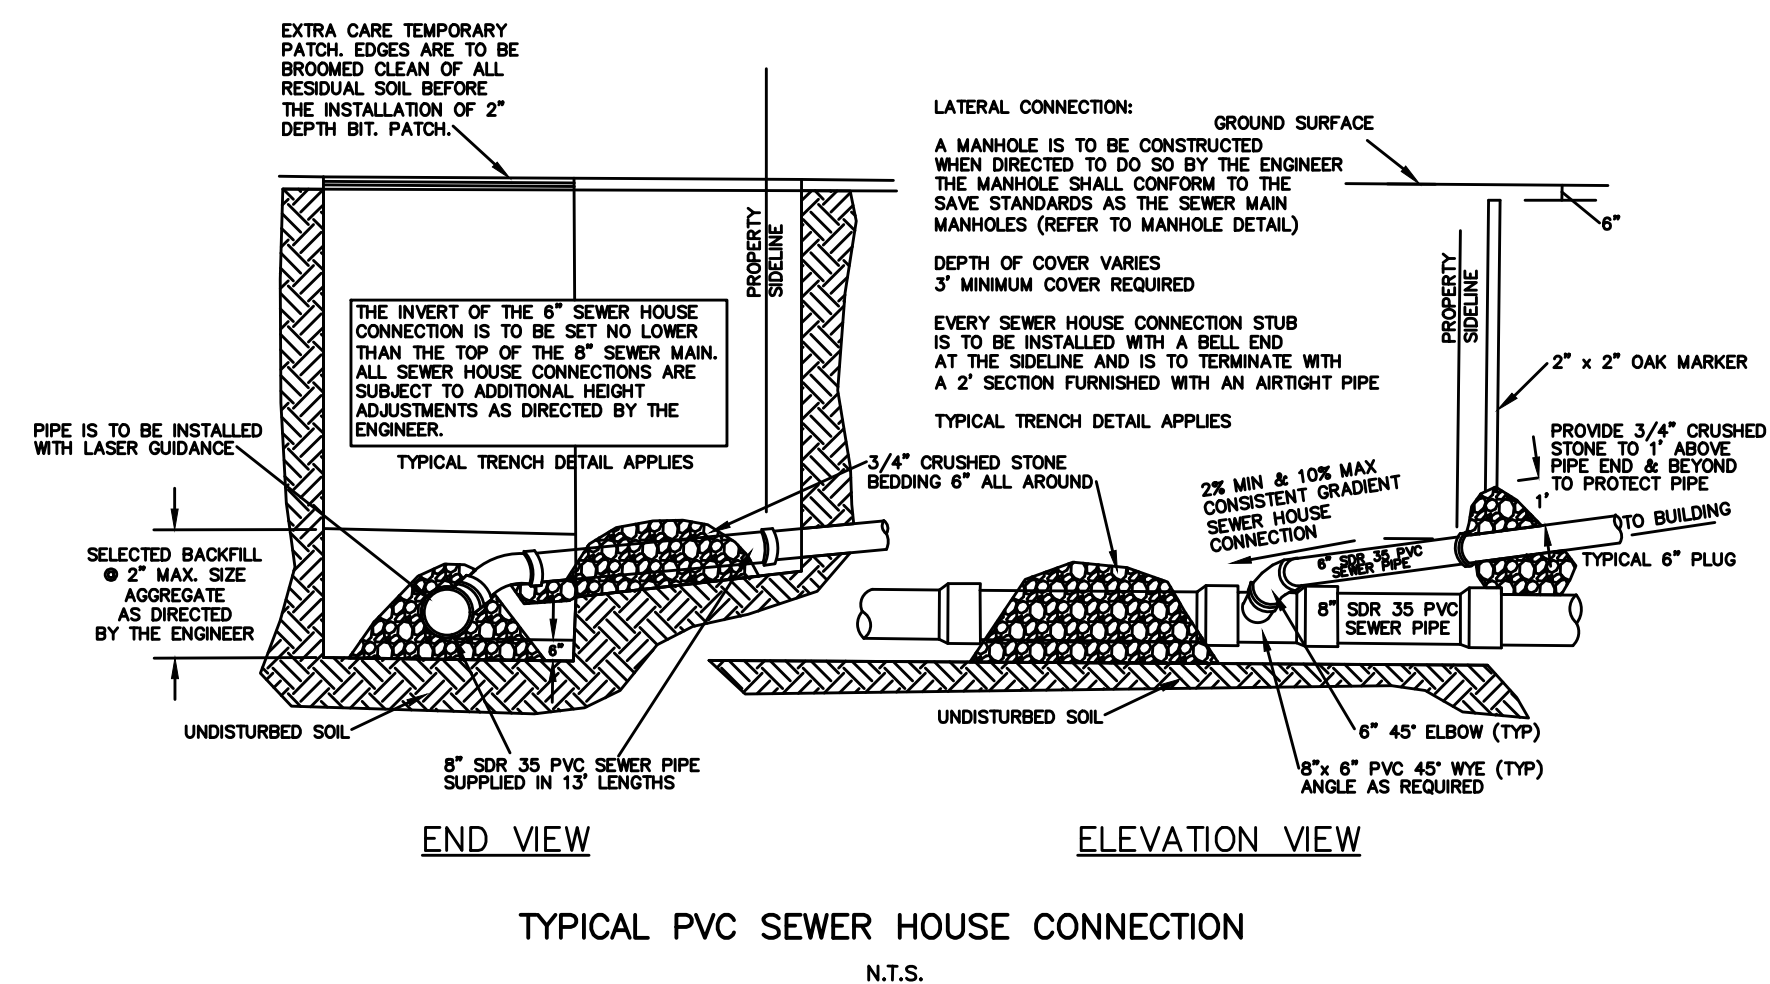 EXTRA CARE TEMPORARY
PATCH. EDGES ARE TO BE
BROOMED CLEAN OF ALL
RESIDUAL SOIL BEFORE
THE INSTALLATION OF 2"
DEPTH BIT. PATCH.
PROPERTY
SIDELINE
THE INVERT OF THE 6" SEWER HOUSE
CONNECTION IS TO BE SET NO LOWER
THAN THE TOP OF THE 8" SEWER MAIN.
ALL SEWER HOUSE CONNECTIONS ARE
SUBJECT TO ADDITIONAL HEIGHT
ADJUSTMENTS AS DIRECTED BY THE
ENGINEER.
TYPICAL TRENCH DETAIL APPLIES
PIPE IS TO BE INSTALLED
WITH LASER GUIDANCE
SELECTED BACKFILL
@ 2" MAX. SIZE
AGGREGATE
AS DIRECTED
BY THE ENGINEER
6"
UNDISTURBED SOIL
8" SDR 35 PVC SEWER PIPE
SUPPLIED IN 13' LENGTHS
3/4" CRUSHED STONE
BEDDING 6" ALL AROUND
END VIEW
LATERAL CONNECTION:
A MANHOLE IS TO BE CONSTRUCTED
WHEN DIRECTED TO DO SO BY THE ENGINEER
THE MANHOLE SHALL CONFORM TO THE
SAVE STANDARDS AS THE SEWER MAIN
MANHOLES (REFER TO MANHOLE DETAIL)
DEPTH OF COVER VARIES
3' MINIMUM COVER REQUIRED
EVERY SEWER HOUSE CONNECTION STUB
IS TO BE INSTALLED WITH A BELL END
AT THE SIDELINE AND IS TO TERMINATE WITH
A 2' SECTION FURNISHED WITH AN AIRTIGHT PIPE
TYPICAL TRENCH DETAIL APPLIES
GROUND SURFACE
6"
PROPERTY
SIDELINE
2" x 2" OAK MARKER
PROVIDE 3/4" CRUSHED
STONE TO 1' ABOVE
PIPE END & BEYOND
TO PROTECT PIPE
1'
2% MIN & 10% MAX
CONSISTENT GRADIENT
SEWER HOUSE
CONNECTION
TO BUILDING
TYPICAL 6" PLUG
6" SDR 35 PVC
SEWER PIPE
8" SDR 35 PVC
SEWER PIPE
UNDISTURBED SOIL
6" 45° ELBOW (TYP)
8"x 6" PVC 45° WYE (TYP)
ANGLE AS REQUIRED
ELEVATION VIEW
TYPICAL PVC SEWER HOUSE CONNECTION
N.T.S.